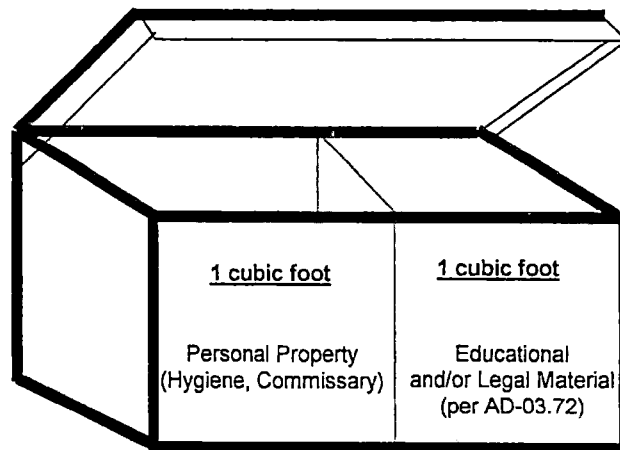 1 cubic foot
Personal Property
(Hygiene, Commissary)
1 cubic foot
Educational
and/or Legal Material
(per AD-03.72)